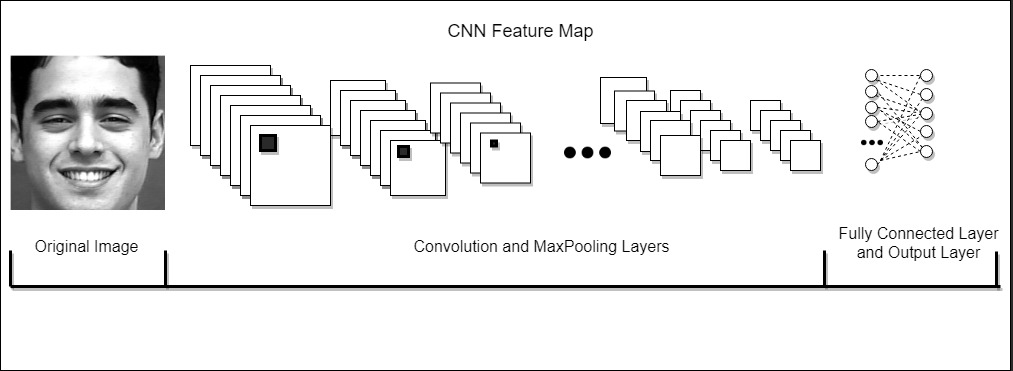 CNN Feature Map
Original Image
Convolution and MaxPooling Layers
Fully Connected Layer
and Output Layer